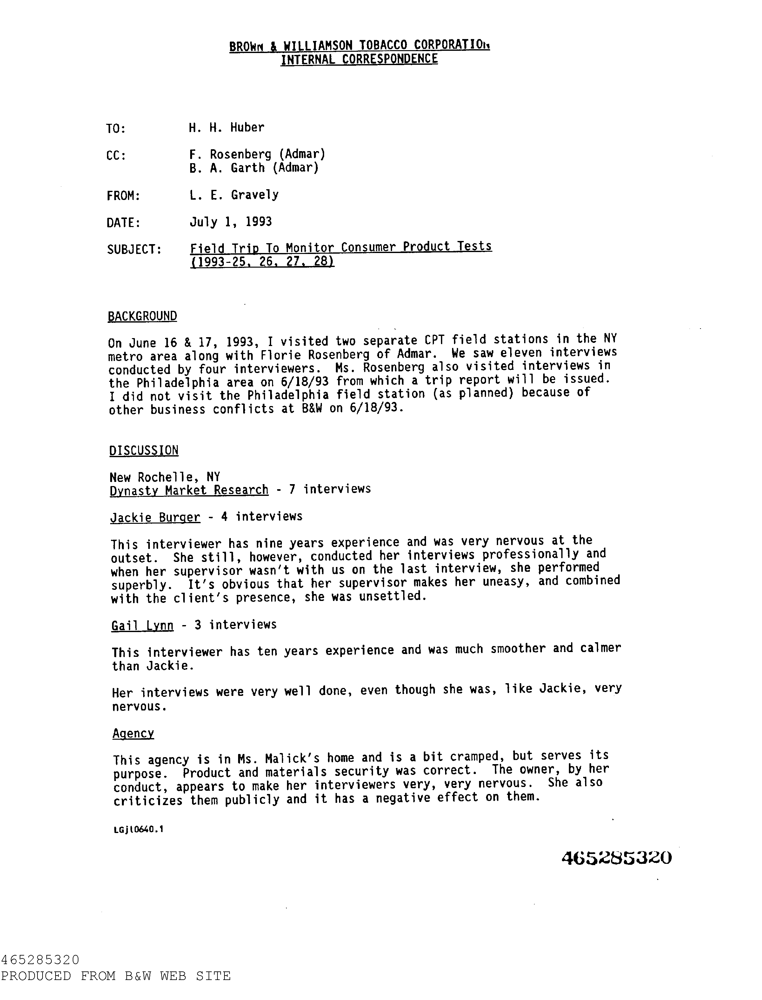 BROWN & WILLIAMSON TOBACCO CORPORATION
INTERNAL CORRESPONDENCE
TO: H. H. Huber
CC: F. Rosenberg (Admar)
B. A. Garth (Admar)
FROM: L. E. Gravely
DATE: July 1, 1993
SUBJECT: Field Trip To Monitor Consumer Product Tests
(1993-25, 26, 27, 28)
BACKGROUND
On June 16 & 17, 1993, I visited two separate CPT field stations in the NY
metro area along with Florie Rosenberg of Admar. We saw eleven interviews
conducted by four interviewers. Ms. Rosenberg also visited interviews in
the Philadelphia area on 6/18/93 from which a trip report will be issued.
I did not visit the Philadelphia field station (as planned) because of
other business conflicts at B&W on 6/18/93.
DISCUSSION
New Rochelle, NY
Dynasty Market Research - 7 interviews
Jackie Burger - 4 interviews
This interviewer has nine years experience and was very nervous at the
outset. She still, however, conducted her interviews professionally and
when her supervisor wasn't with us on the last interview, she performed
superbly. It's obvious that her supervisor makes her uneasy, and combined
with the client's presence, she was unsettled.
Gail Lynn - 3 interviews
This interviewer has ten years experience and was much smoother and calmer
than Jackie.
Her interviews were very well done, even though she was, like Jackie, very
nervous.
Agency
This agency is in Ms. Malick's home and is a bit cramped, but serves its
purpose. Product and materials security was correct. The owner, by her
conduct, appears to make her interviewers very, very nervous. She also
criticizes them publicly and it has a negative effect on them.
LGjl0640.1
465285320
465285320
PRODUCED FROM B&W WEB SITE